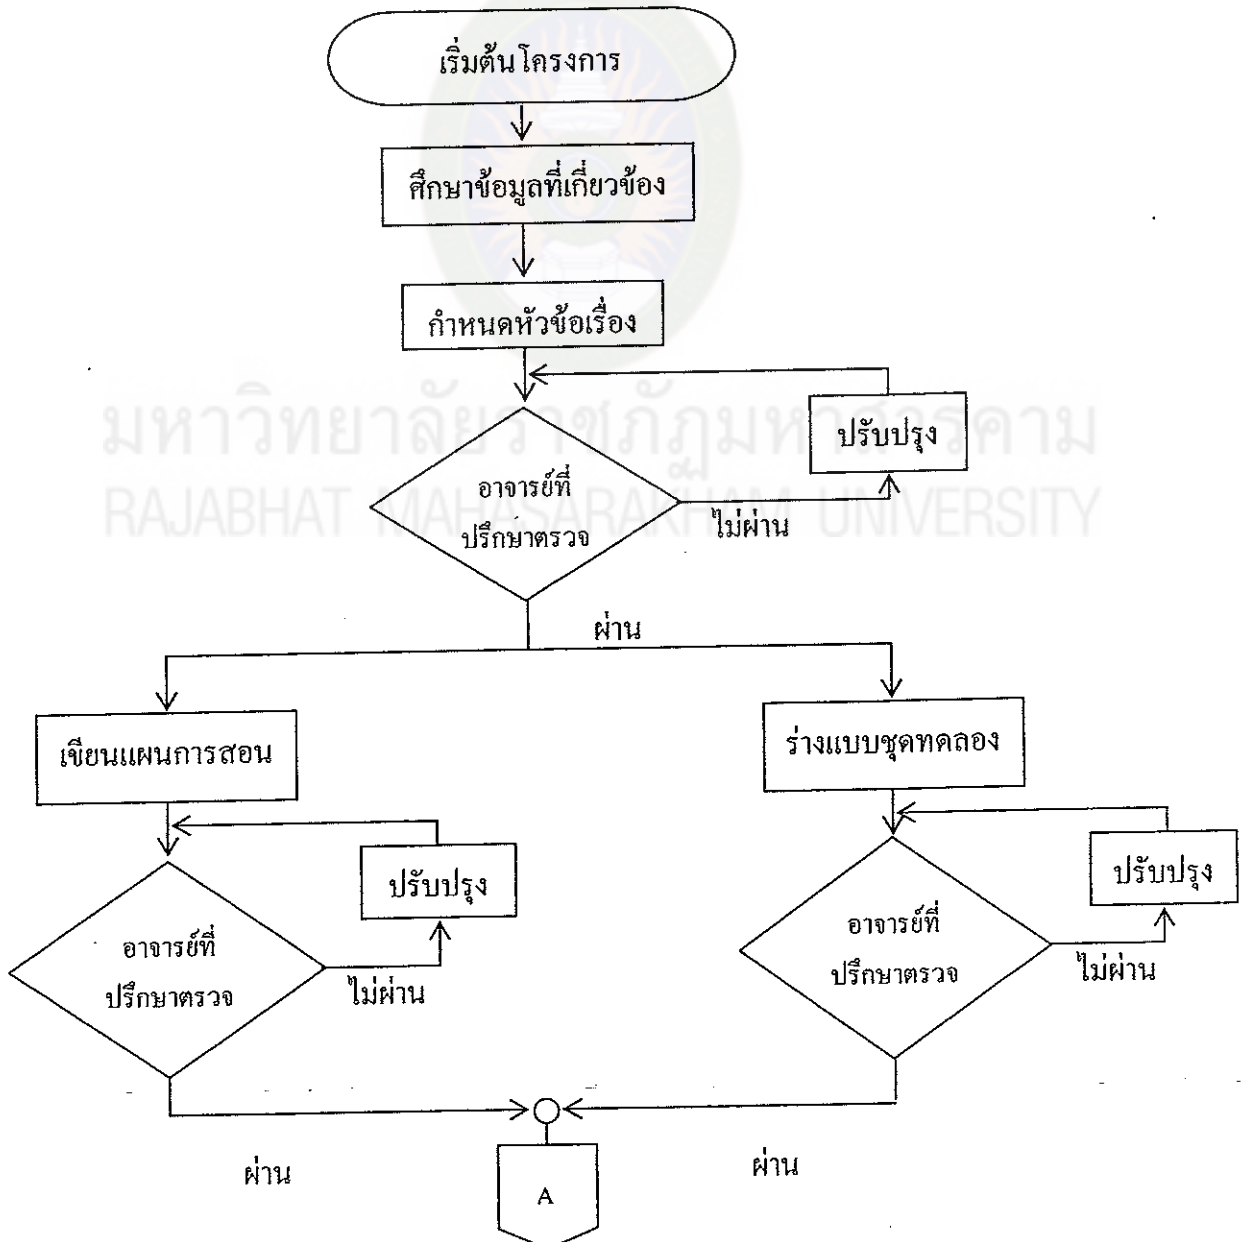 เริ่มต้นโครงการ
ศึกษาข้อมูลที่เกี่ยวข้อง
กำหนดหัวข้อเรื่อง
ปรับปรุง
มหาวิทยาลัยราชภัฏมหาสารคาม
RAJABHAT MAHASARAKHAM UNIVERSITY
อาจารย์ที่
ปรึกษาตรวจ
ไม่ผ่าน
ผ่าน
เขียนแผนการสอน
ร่างแบบชุดทดลอง
ปรับปรุง
ปรับปรุง
อาจารย์ที่
ปรึกษาตรวจ
ไม่ผ่าน
อาจารย์ที่
ปรึกษาตรวจ
ไม่ผ่าน
ผ่าน
ผ่าน
A